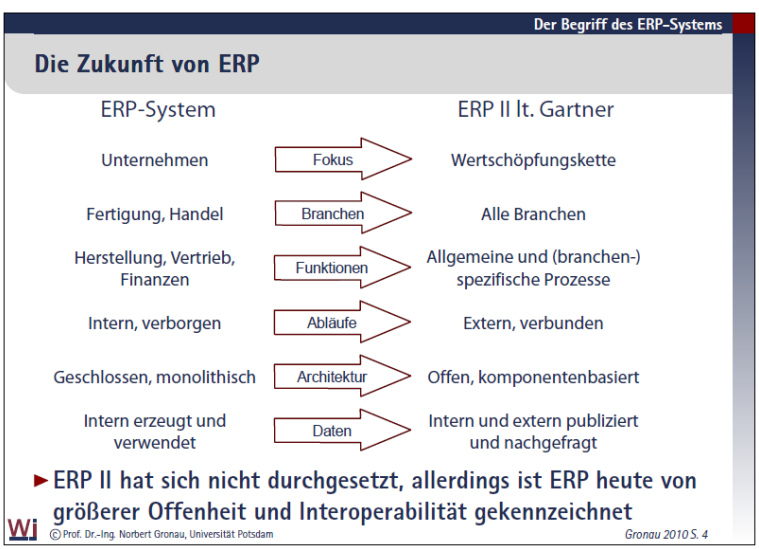 Der Begriff des ERP-Systems
Die Zukunft von ERP
ERP-System
ERP II lt. Gartner
Unternehmen
Fokus
Wertschöpfungskette
Fertigung, Handel
Branchen
Alle Branchen
Herstellung, Vertrieb,
Finanzen
Funktionen
Allgemeine und (branchen-)
spezifische Prozesse
Intern, verborgen
Abläufe
Extern, verbunden
Geschlossen, monolithisch
Architektur
Offen, komponentenbasiert
Intern erzeugt und
verwendet
Daten
Intern und extern publiziert
und nachgefragt
►ERP II hat sich nicht durchgesetzt, allerdings ist ERP heute von
größerer Offenheit und Interoperabilität gekennzeichnet
Wi
© Prof. Dr.-Ing. Norbert Gronau, Universität Potsdam
Gronau 2010 S. 4